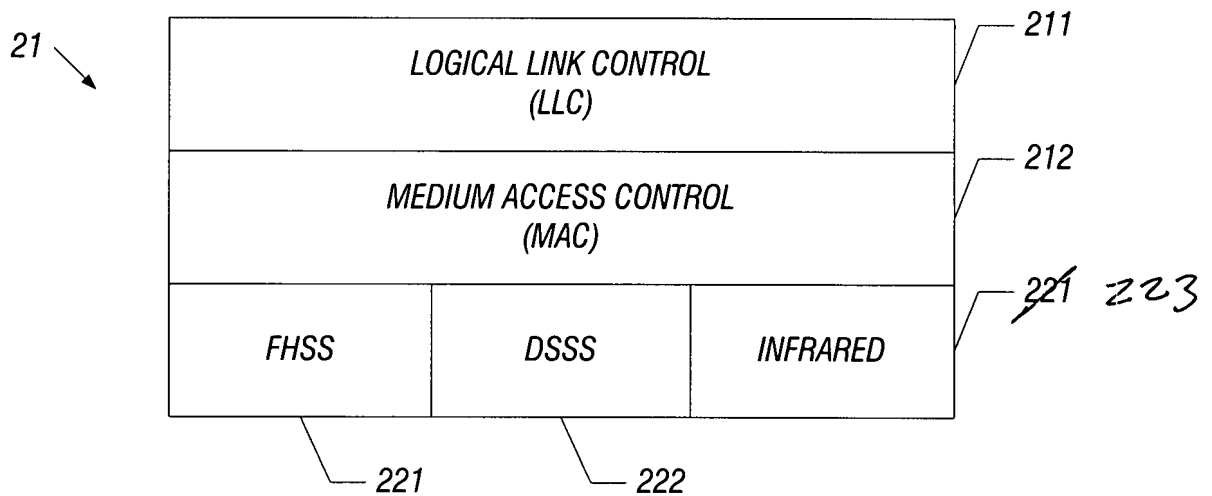 21
211
LOGICAL LINK CONTROL
(LLC)
212
MEDIUM ACCESS CONTROL
(MAC)
221 223
FHSS
DSSS
INFRARED
221
222